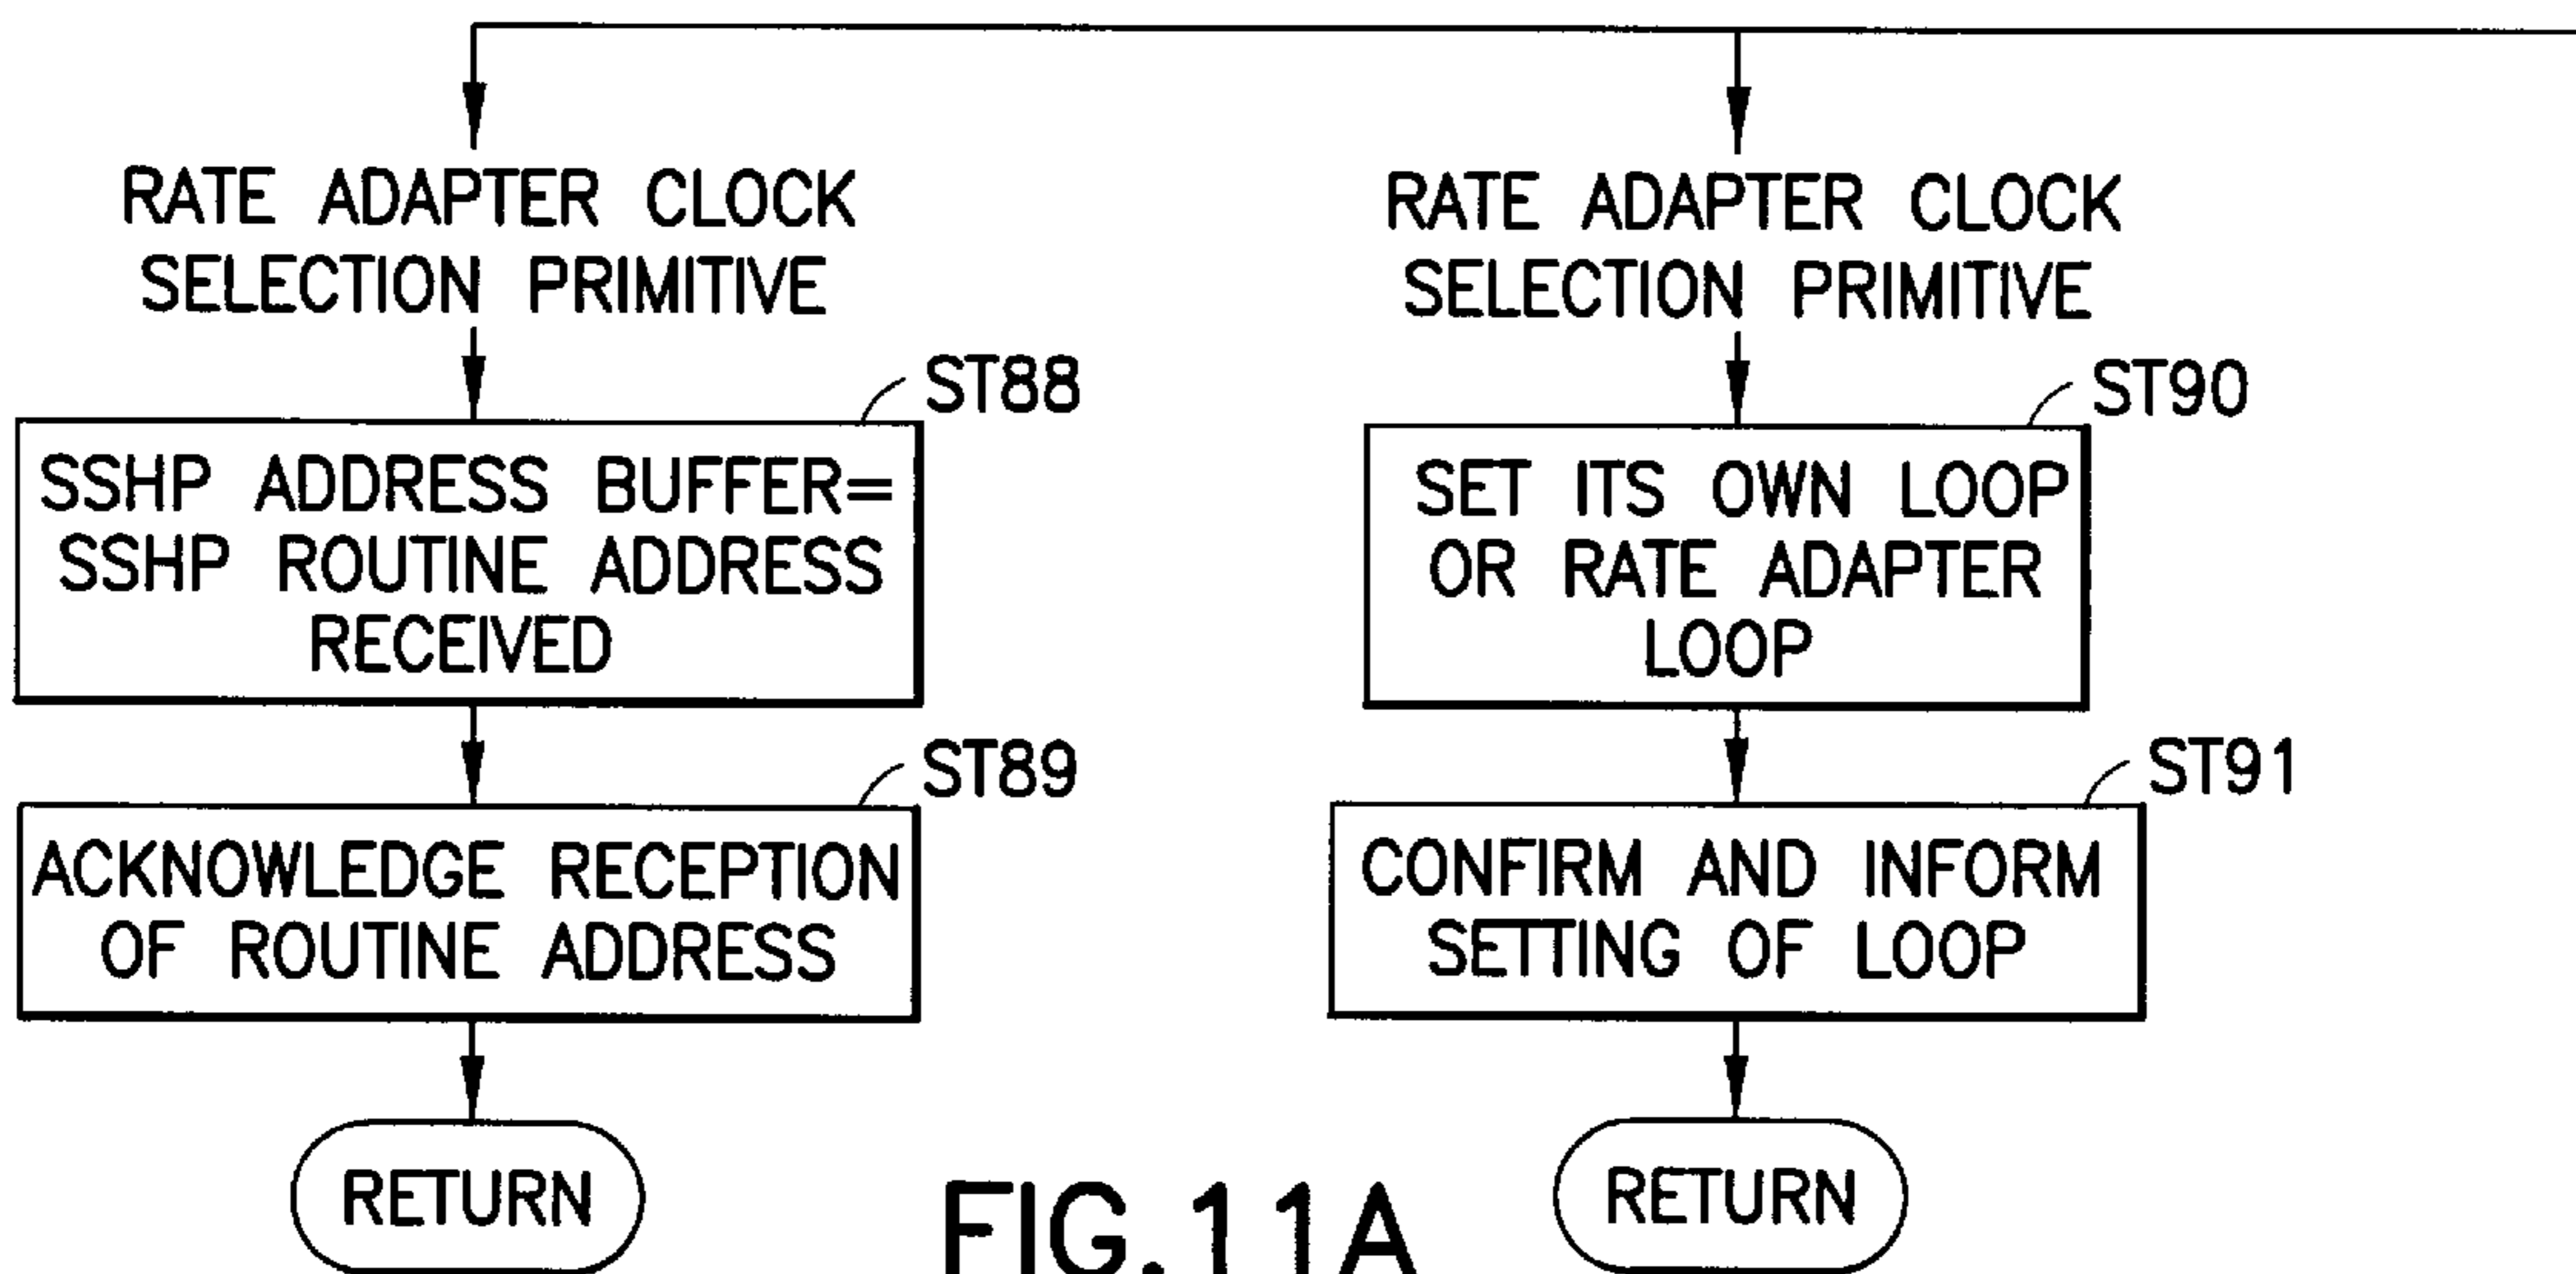 RATE ADAPTER CLOCK
SELECTION PRIMITIVE
ST88
SSHP ADDRESS BUFFER=
SSHP ROUTINE ADDRESS
RECEIVED
ST89
ACKNOWLEDGE RECEPTION
OF ROUTINE ADDRESS
RETURN
RATE ADAPTER CLOCK
SELECTION PRIMITIVE
ST90
SET ITS OWN LOOP
OR RATE ADAPTER
LOOP
ST91
CONFIRM AND INFORM
SETTING OF LOOP
RETURN
FIG.11A